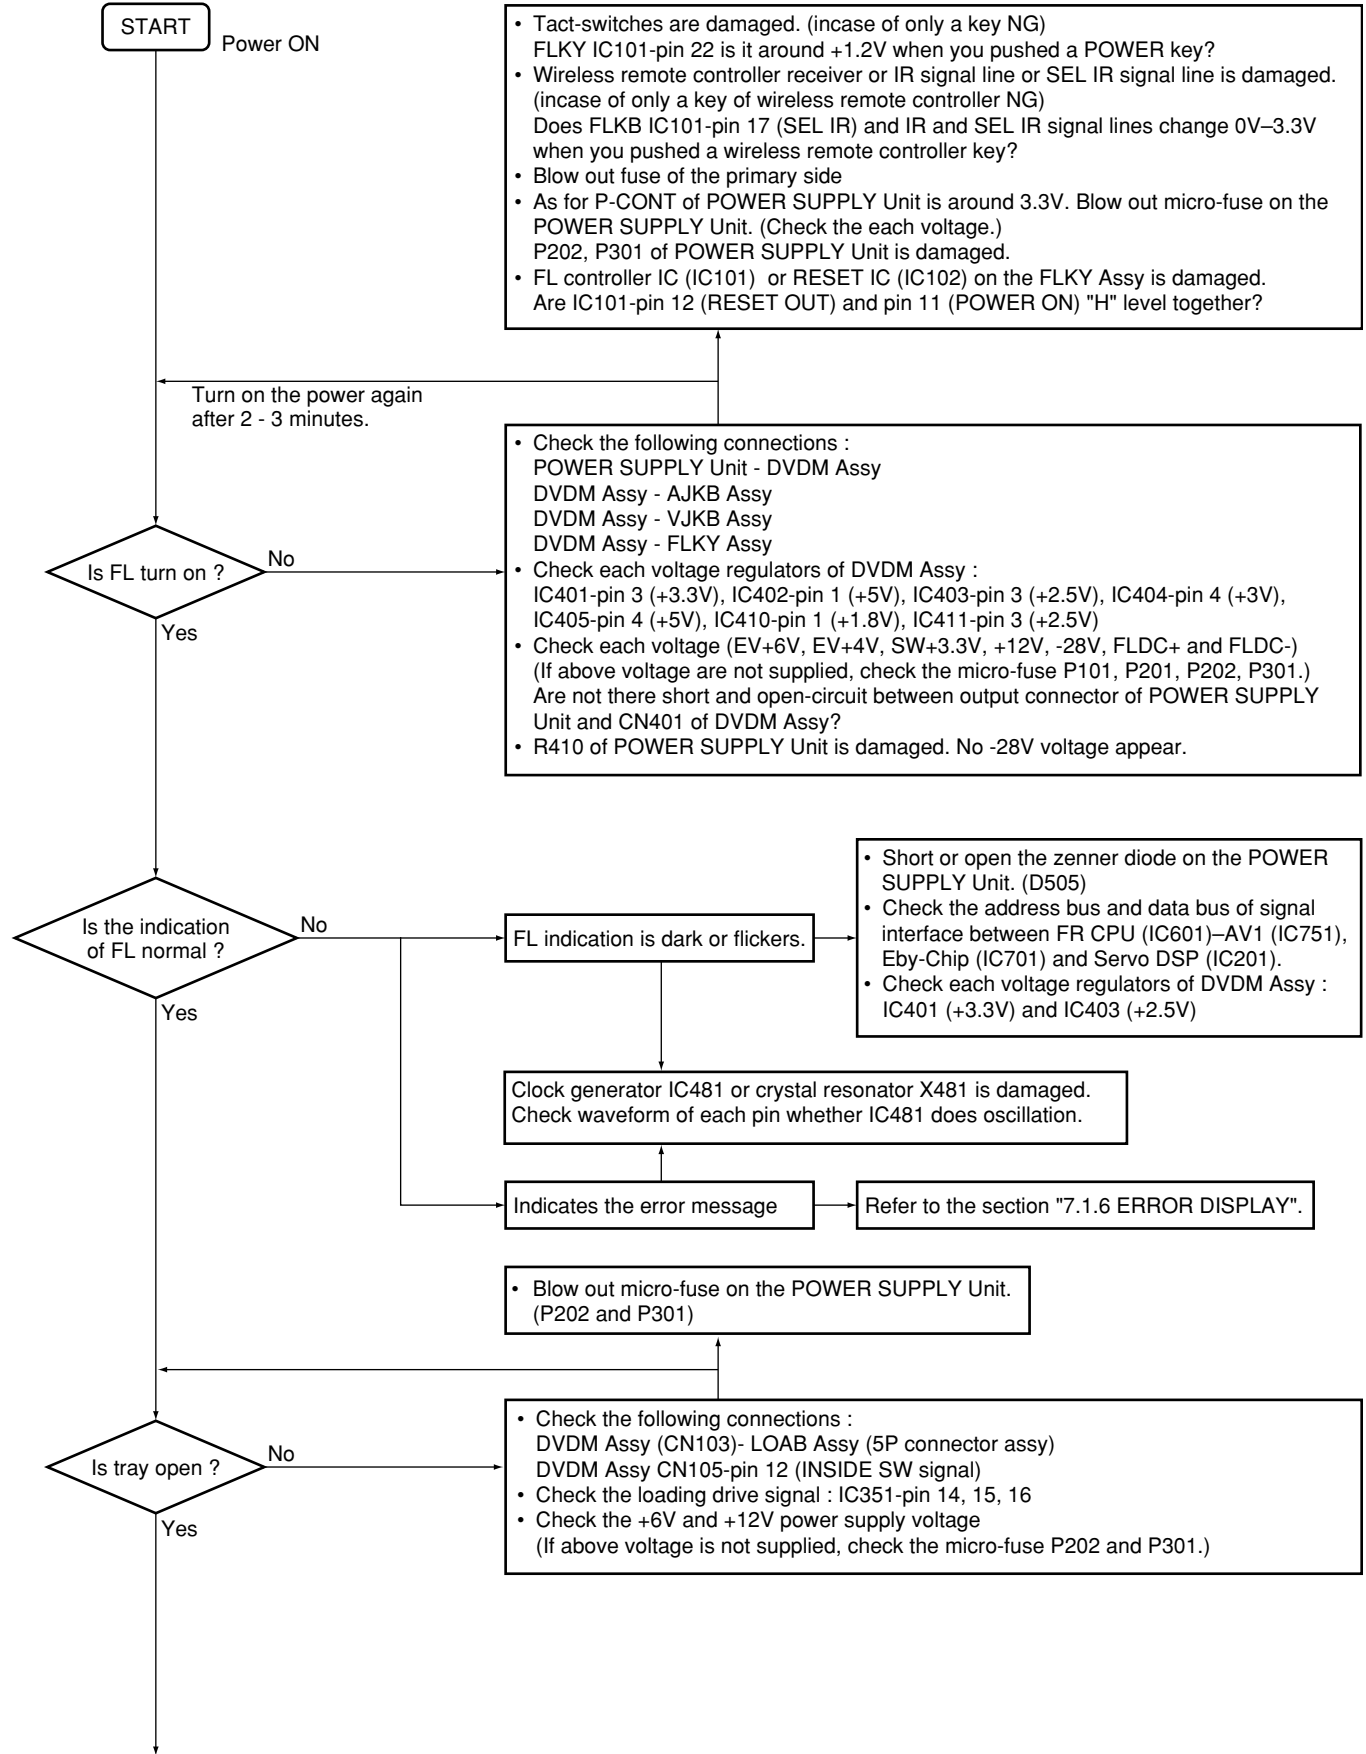 START
Power ON
• Tact-switches are damaged. (incase of only a key NG)
FLKY IC101-pin 22 is it around +1.2V when you pushed a POWER key?
• Wireless remote controller receiver or IR signal line or SEL IR signal line is damaged.
(incase of only a key of wireless remote controller NG)
Does FLKB IC101-pin 17 (SEL IR) and IR and SEL IR signal lines change 0V–3.3V
when you pushed a wireless remote controller key?
• Blow out fuse of the primary side
• As for P-CONT of POWER SUPPLY Unit is around 3.3V. Blow out micro-fuse on the
POWER SUPPLY Unit. (Check the each voltage.)
P202, P301 of POWER SUPPLY Unit is damaged.
• FL controller IC (IC101) or RESET IC (IC102) on the FLKY Assy is damaged.
Are IC101-pin 12 (RESET OUT) and pin 11 (POWER ON) "H" level together?
Turn on the power again
after 2 - 3 minutes.
• Check the following connections :
POWER SUPPLY Unit - DVDM Assy
DVDM Assy - AJKB Assy
DVDM Assy - VJKB Assy
DVDM Assy - FLKY Assy
• Check each voltage regulators of DVDM Assy :
IC401-pin 3 (+3.3V), IC402-pin 1 (+5V), IC403-pin 3 (+2.5V), IC404-pin 4 (+3V),
IC405-pin 4 (+5V), IC410-pin 1 (+1.8V), IC411-pin 3 (+2.5V)
• Check each voltage (EV+6V, EV+4V, SW+3.3V, +12V, -28V, FLDC+ and FLDC-)
(If above voltage are not supplied, check the micro-fuse P101, P201, P202, P301.)
Are not there short and open-circuit between output connector of POWER SUPPLY
Unit and CN401 of DVDM Assy?
• R410 of POWER SUPPLY Unit is damaged. No -28V voltage appear.
Is FL turn on ?
No
Yes
Is the indication
of FL normal ?
No
Yes
FL indication is dark or flickers.
• Short or open the zenner diode on the POWER
SUPPLY Unit. (D505)
• Check the address bus and data bus of signal
interface between FR CPU (IC601)–AV1 (IC751),
Eby-Chip (IC701) and Servo DSP (IC201).
• Check each voltage regulators of DVDM Assy :
IC401 (+3.3V) and IC403 (+2.5V)
Clock generator IC481 or crystal resonator X481 is damaged.
Check waveform of each pin whether IC481 does oscillation.
Indicates the error message
Refer to the section "7.1.6 ERROR DISPLAY".
• Blow out micro-fuse on the POWER SUPPLY Unit.
(P202 and P301)
Is tray open ?
No
Yes
• Check the following connections :
DVDM Assy (CN103)- LOAB Assy (5P connector assy)
DVDM Assy CN105-pin 12 (INSIDE SW signal)
• Check the loading drive signal : IC351-pin 14, 15, 16
• Check the +6V and +12V power supply voltage
(If above voltage is not supplied, check the micro-fuse P202 and P301.)